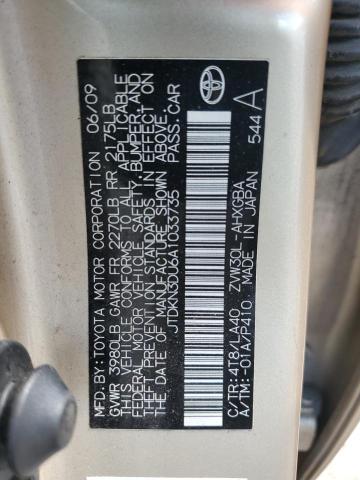 MFD.BY:TOYOTA MOTOR CORPORATION 06/09
GVWR 3980LB GAWR FR 2270LB RR 2175LB
THIS VEHICLE CONFORMS TO ALL APPLICABLE
FEDERAL MOTOR VEHICLE SAFETY,BUMPER,AND
THEFT PREVENTION STANDARDS IN EFFECT ON
THE DATE OF MANUFACTURE SHOWN ABOVE.
JTDKN3DU6A1033735 PASS.CAR
C/TR:4T8/LA40 ZVW30L-AHXGBA
A/TM:-01A/P410 MADE IN JAPAN
TOYOTA
544 A